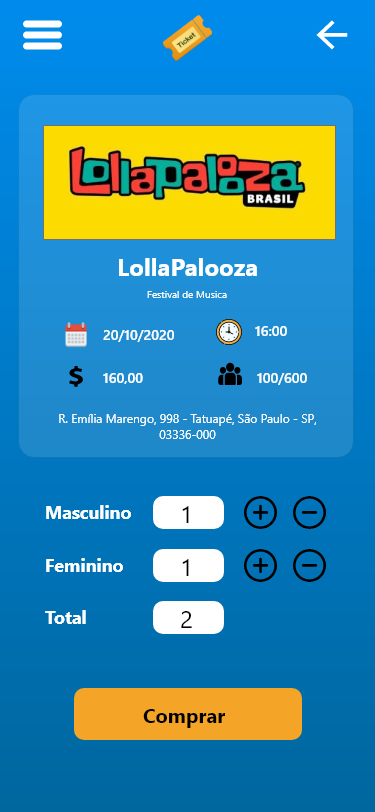 Ticket
Lollapalooza
BRASIL
LollaPalooza
Festival de Musica
20/10/2020
16:00
$ 160,00
100/600
R. Emília Marengo, 998 - Tatuapé, São Paulo - SP,
03336-000
Masculino 1 + −
Feminino 1 + −
Total 2
Comprar